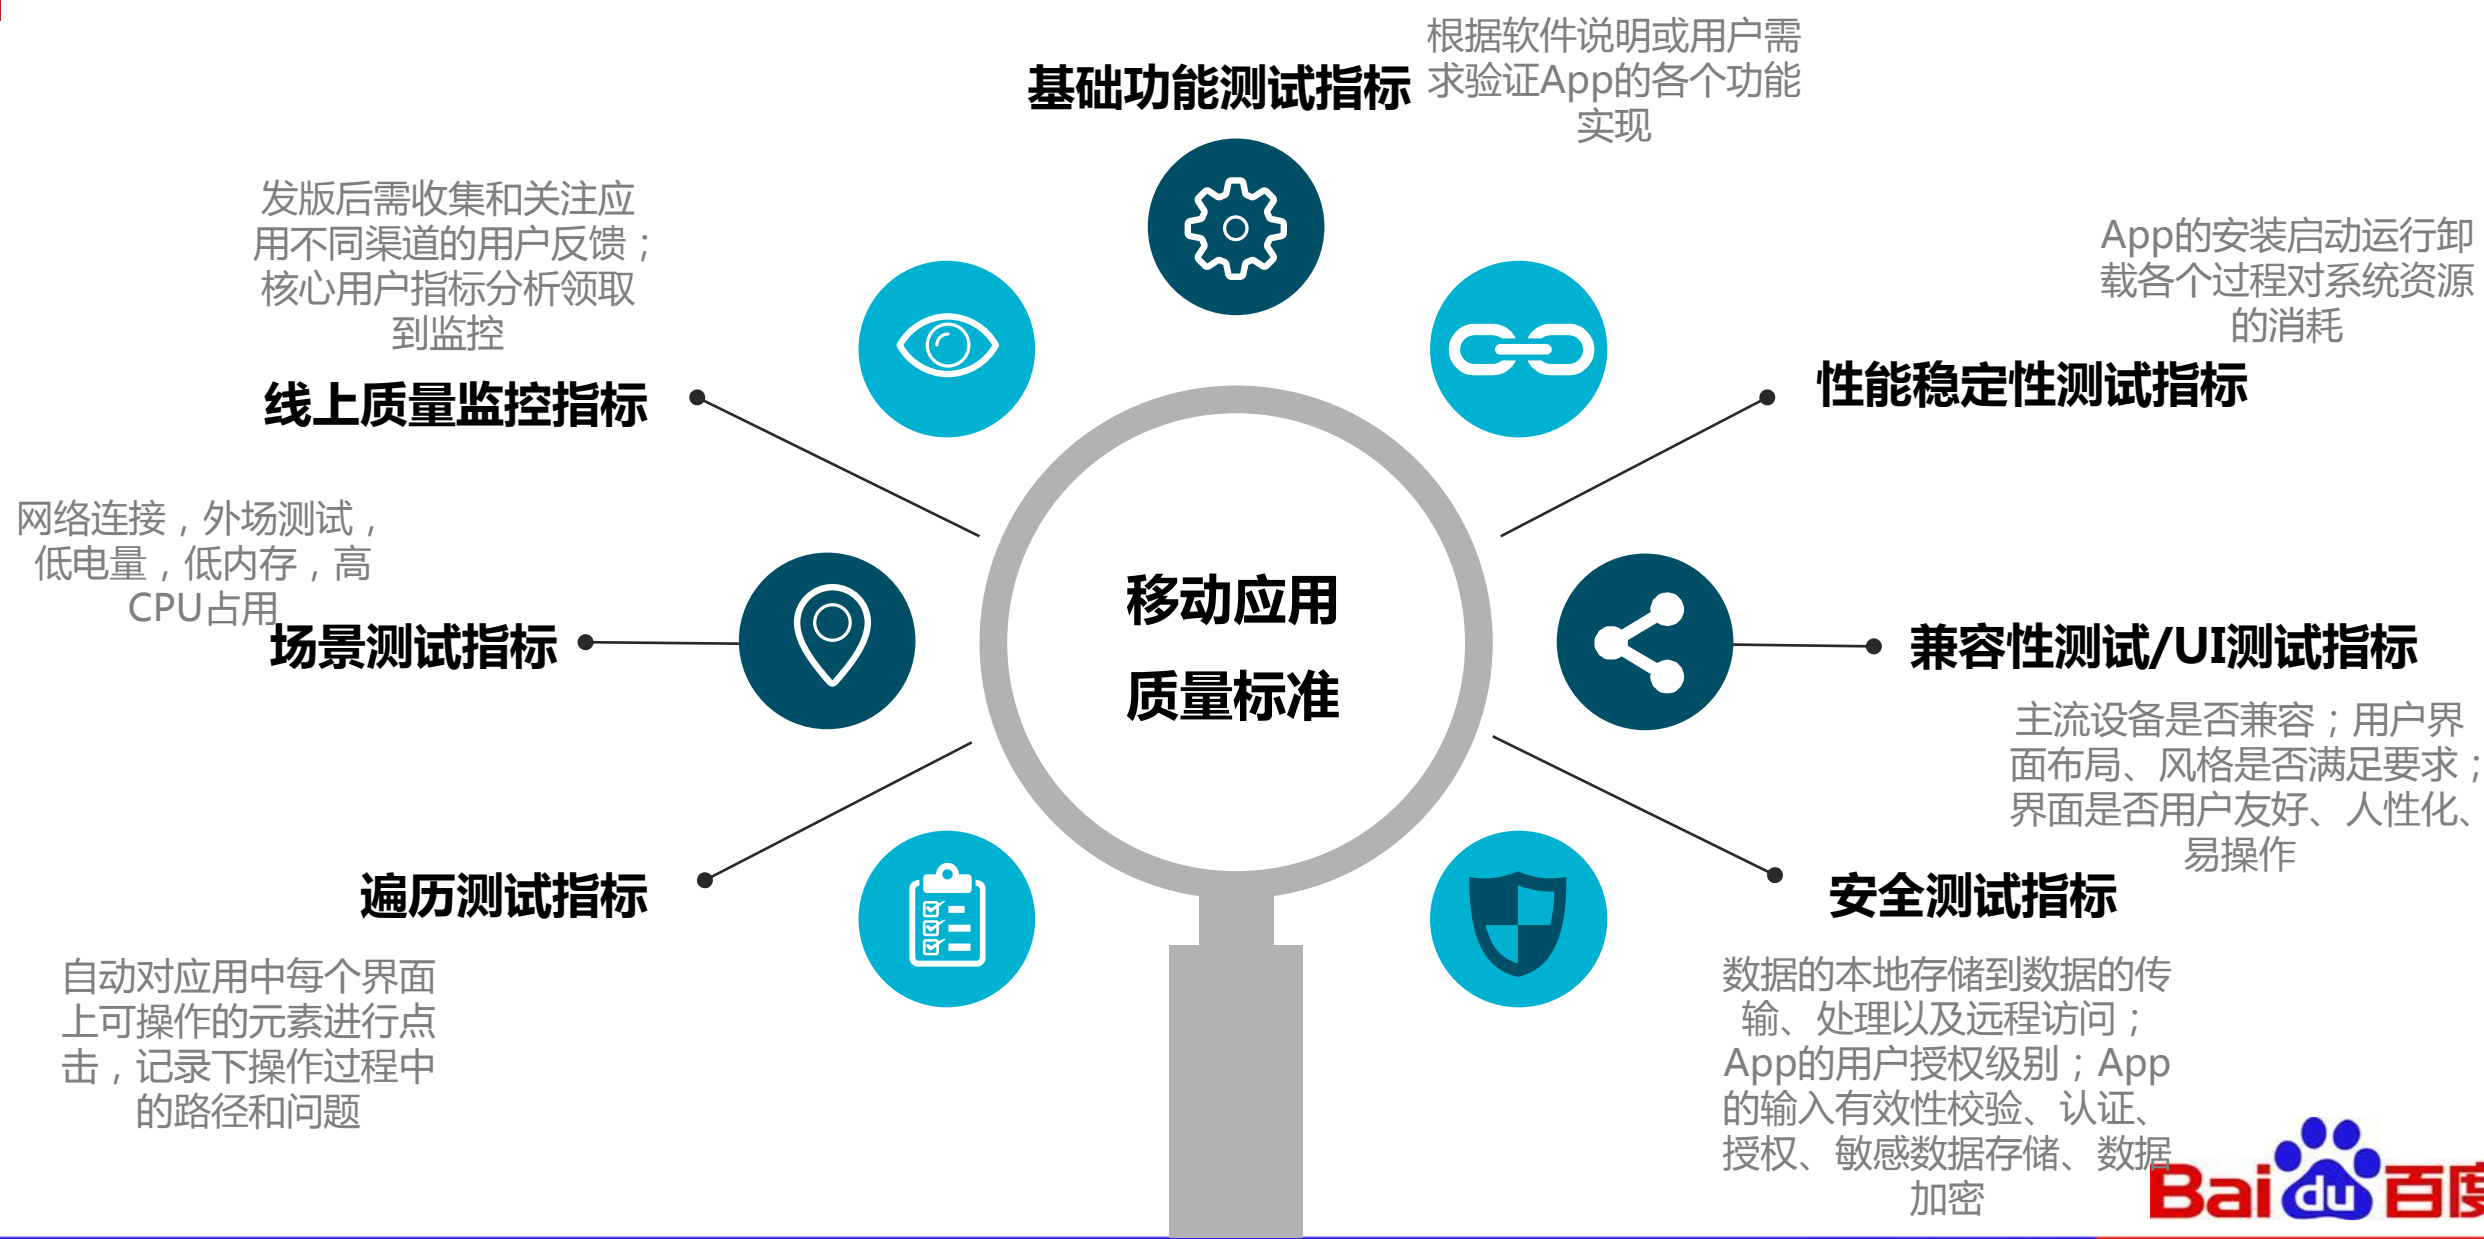 基础功能测试指标
根据软件说明或用户需
求验证App的各个功能
实现
发版后需收集和关注应
用不同渠道的用户反馈；
核心用户指标分析领取
到监控
线上质量监控指标
App的安装启动运行卸
载各个过程对系统资源
的消耗
性能稳定性测试指标
网络连接，外场测试，
低电量，低内存，高
CPU占用
场景测试指标
移动应用
质量标准
兼容性测试/UI测试指标
主流设备是否兼容；用户界
面布局、风格是否满足要求；
界面是否用户友好、人性化、
易操作
遍历测试指标
自动对应用中每个界面
上可操作的元素进行点
击，记录下操作过程中
的路径和问题
安全测试指标
数据的本地存储到数据的传
输、处理以及远程访问；
App的用户授权级别；App
的输入有效性校验、认证、
授权、敏感数据存储、数据
加密
Bai du 百度